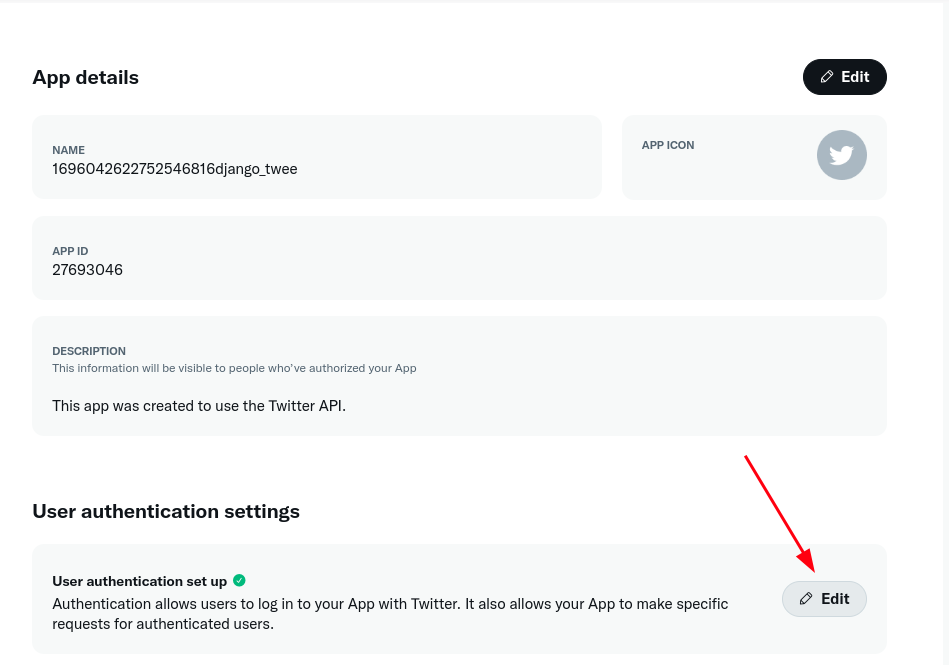 App details
Edit
NAME
1696042622752546816django_twee
APP ICON
APP ID
27693046
DESCRIPTION
This information will be visible to people who've authorized your App
This app was created to use the Twitter API.
User authentication settings
User authentication set up
Authentication allows users to log in to your App with Twitter. It also allows your App to make specific
requests for authenticated users.
Edit